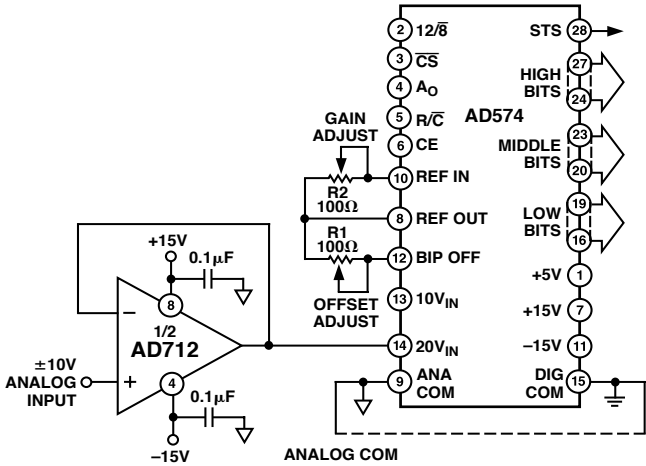 2 12/8̅
3 C̅S̅
4 AO
5 R/C̅
6 CE
10 REF IN
8 REF OUT
12 BIP OFF
13 10VIN
14 20VIN
9 ANA COM
AD574
STS 28
27
HIGH BITS
24
23
MIDDLE BITS
20
19
LOW BITS
16
+5V 1
+15V 7
–15V 11
DIG COM 15
GAIN ADJUST
R2
100Ω
R1
100Ω
OFFSET ADJUST
+15V
0.1μF
8
–
1/2
AD712
±10V
ANALOG
INPUT
+
4
0.1μF
–15V
ANALOG COM